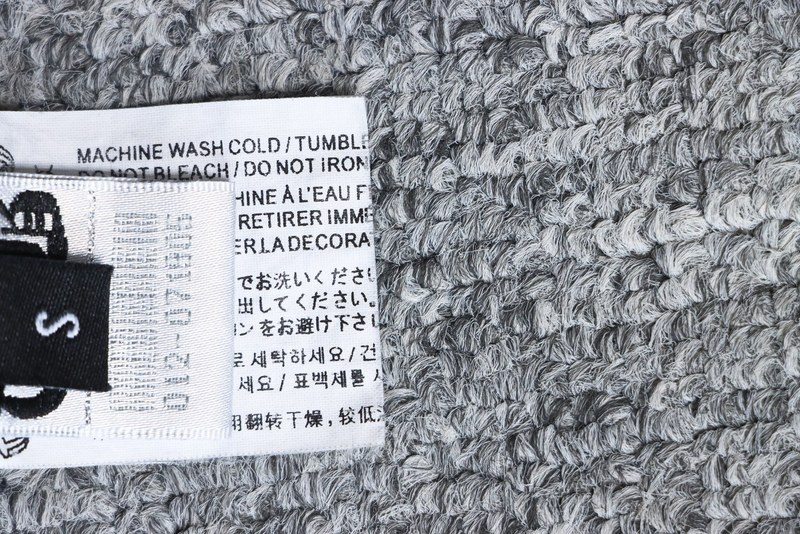 MACHINE WASH COLD / TUMBLE
DO NOT BLEACH / DO NOT IRON
HINE À L'EAU F
RETIRER IMMÉ
ER LA DECORA
でお洗いくださ
出してください。
ンをお避け下さ
로 세탁하세요 / 건
세요 / 표백세를
用翻转干燥，较低
S